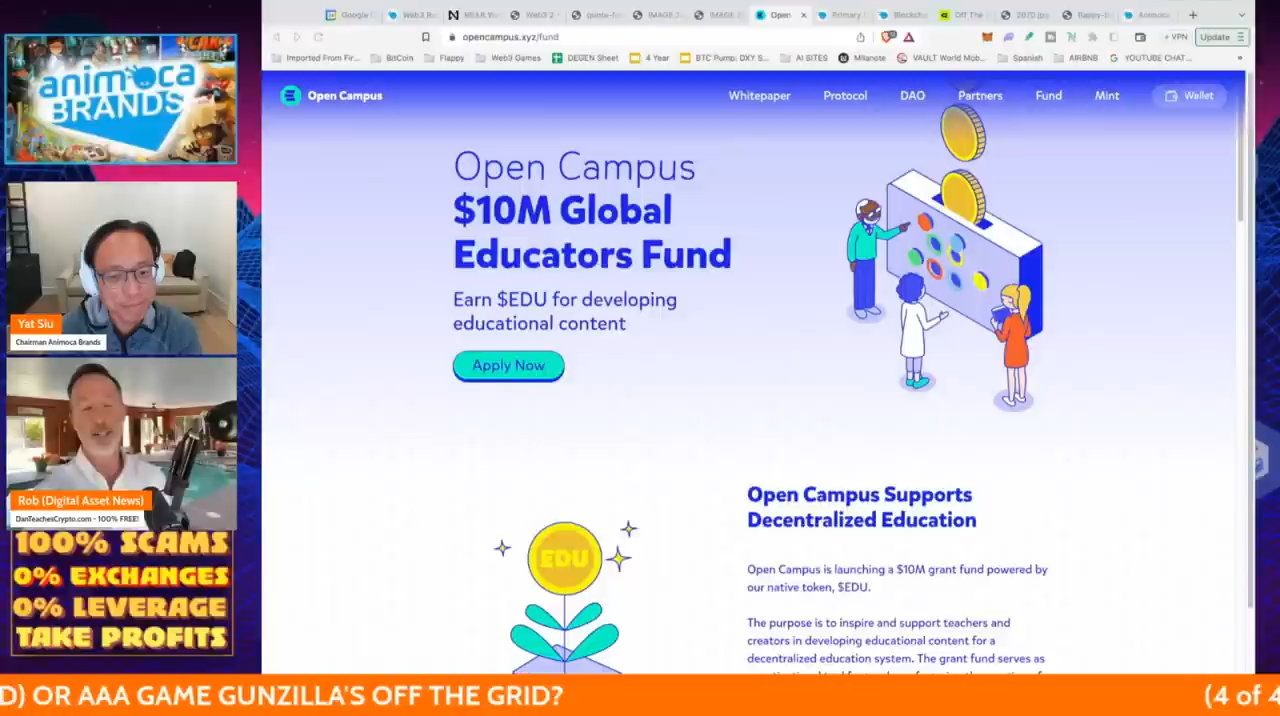 Google
Web3
NEAR
Web3 2
quote-fo
IMAGE 2
IMAGE
Open
Primary
Blockcha
Off The
2070.jpg
flappy-b
Animoca
opencampus.xyz/fund
VPN
Update
Imported From Fir...
BitCoin
Flappy
Web3 Games
DEGEN Sheet
4 Year
BTC Pump: DXY S...
AI SITES
Milanote
VAULT World Mob...
Spanish
AIRBNB
YOUTUBE CHAT...
animoca
BRANDS
Yat Siu
Chairman Animoca Brands
Rob (Digital Asset News)
DanTeachesCrypto.com - 100% FREE!
100% SCAMS
0% EXCHANGES
0% LEVERAGE
TAKE PROFITS
Open Campus
Whitepaper
Protocol
DAO
Partners
Fund
Mint
Wallet
Open Campus
$10M Global
Educators Fund
Earn $EDU for developing
educational content
Apply Now
EDU
Open Campus Supports
Decentralized Education
Open Campus is launching a $10M grant fund powered by
our native token, $EDU.
The purpose is to inspire and support teachers and
creators in developing educational content for a
decentralized education system. The grant fund serves as
D) OR AAA GAME GUNZILLA'S OFF THE GRID?
(4 of 4